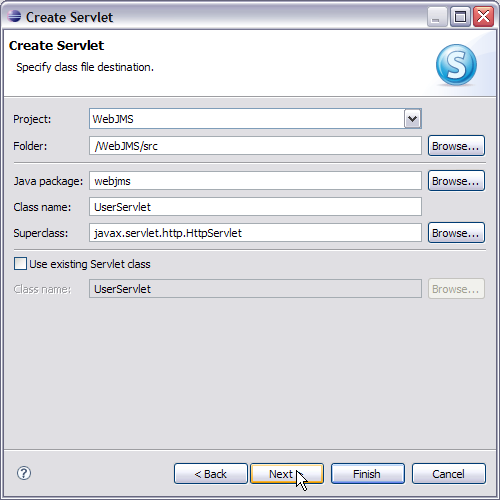 Create Servlet
Create Servlet
Specify class file destination.
S
Project: WebJMS
Folder: /WebJMS/src Browse...
Java package: webjms Browse...
Class name: UserServlet
Superclass: javax.servlet.http.HttpServlet Browse...
Use existing Servlet class
Class name: UserServlet Browse...
? < Back Next > Finish Cancel